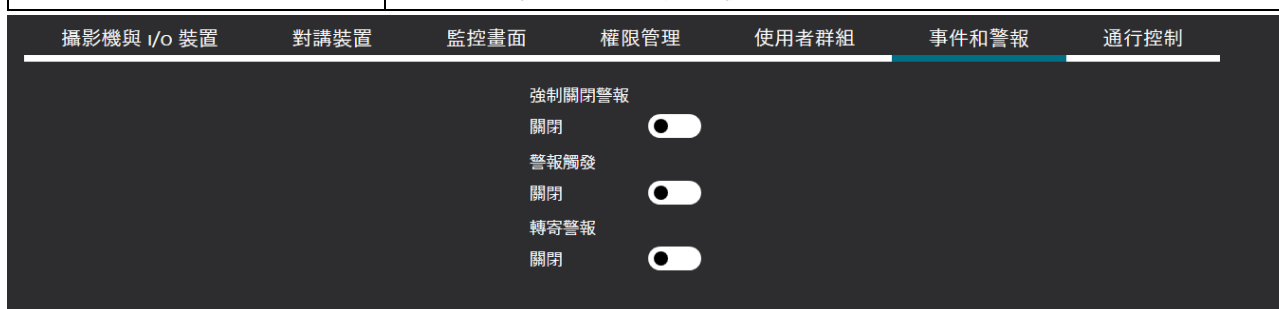 攝影機與 I/O 裝置 對講裝置 監控畫面 權限管理 使用者群組 事件和警報 通行控制
強制關閉警報
關閉
警報觸發
關閉
轉寄警報
關閉